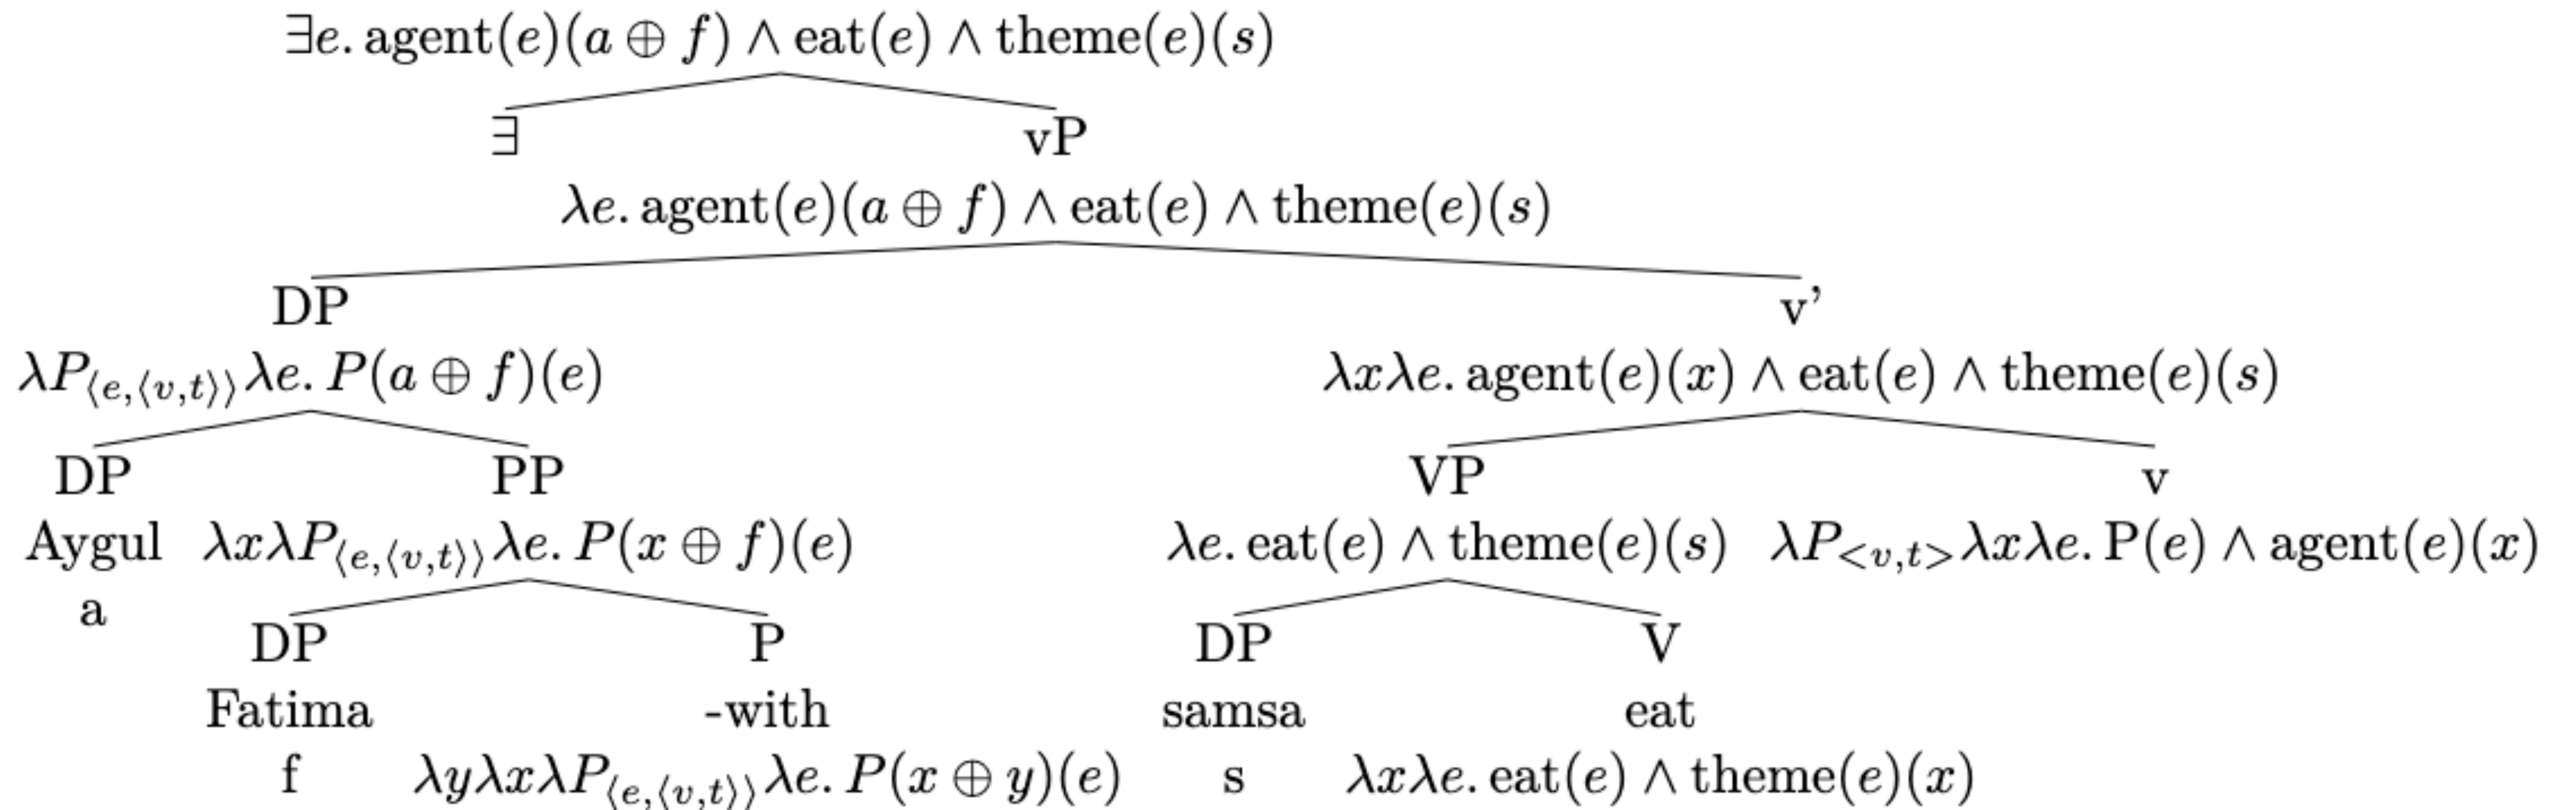 ∃e. agent(e)(a ⊕ f) ∧ eat(e) ∧ theme(e)(s)
∃ vP
λe. agent(e)(a ⊕ f) ∧ eat(e) ∧ theme(e)(s)
DP v’
λP⟨e,⟨v,t⟩⟩λe. P(a ⊕ f)(e) λxλe. agent(e)(x) ∧ eat(e) ∧ theme(e)(s)
DP PP VP v
Aygul λxλP⟨e,⟨v,t⟩⟩λe. P(x ⊕ f)(e) λe. eat(e) ∧ theme(e)(s) λP<v,t>λxλe. P(e) ∧ agent(e)(x)
a
DP P DP V
Fatima -with samsa eat
f λyλxλP⟨e,⟨v,t⟩⟩λe. P(x ⊕ y)(e) s λxλe. eat(e) ∧ theme(e)(x)